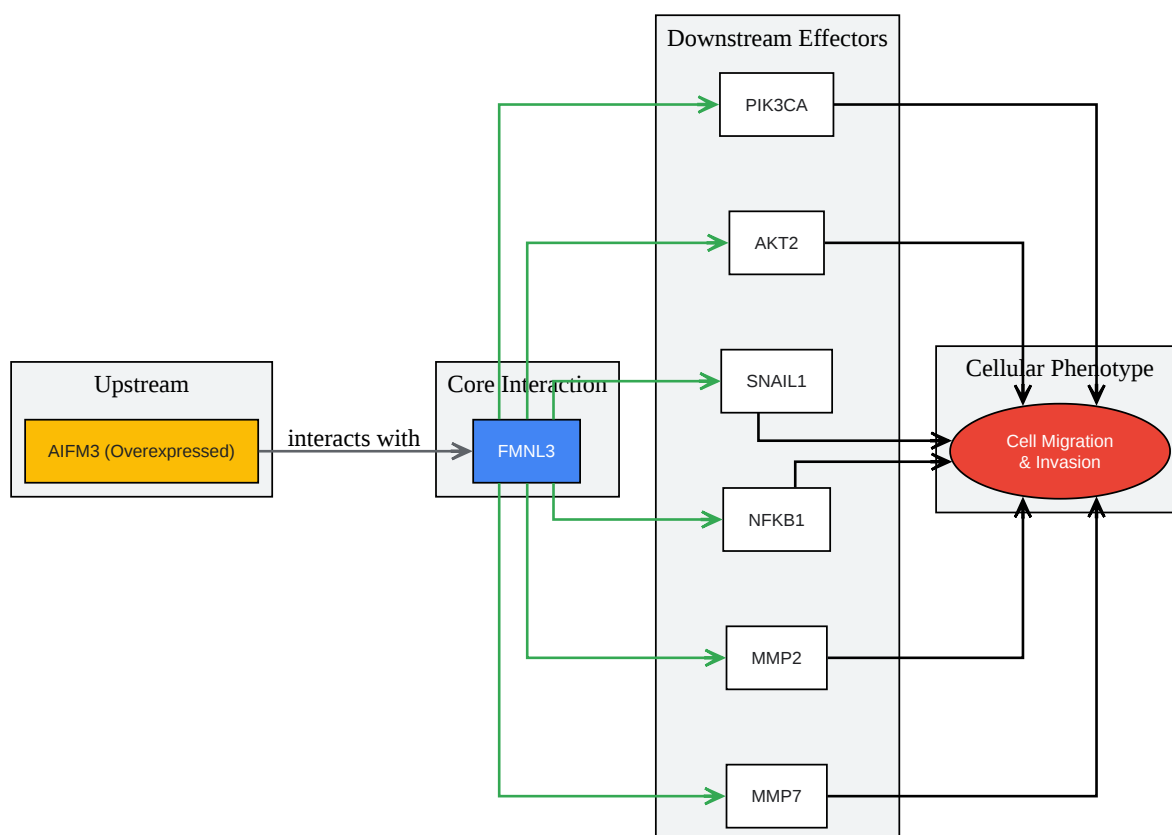 Downstream Effectors
PIK3CA
AKT2
Upstream
AIFM3 (Overexpressed)
interacts with
Core Interaction
FMNL3
SNAIL1
NFKB1
MMP2
MMP7
Cellular Phenotype
Cell Migration
& Invasion